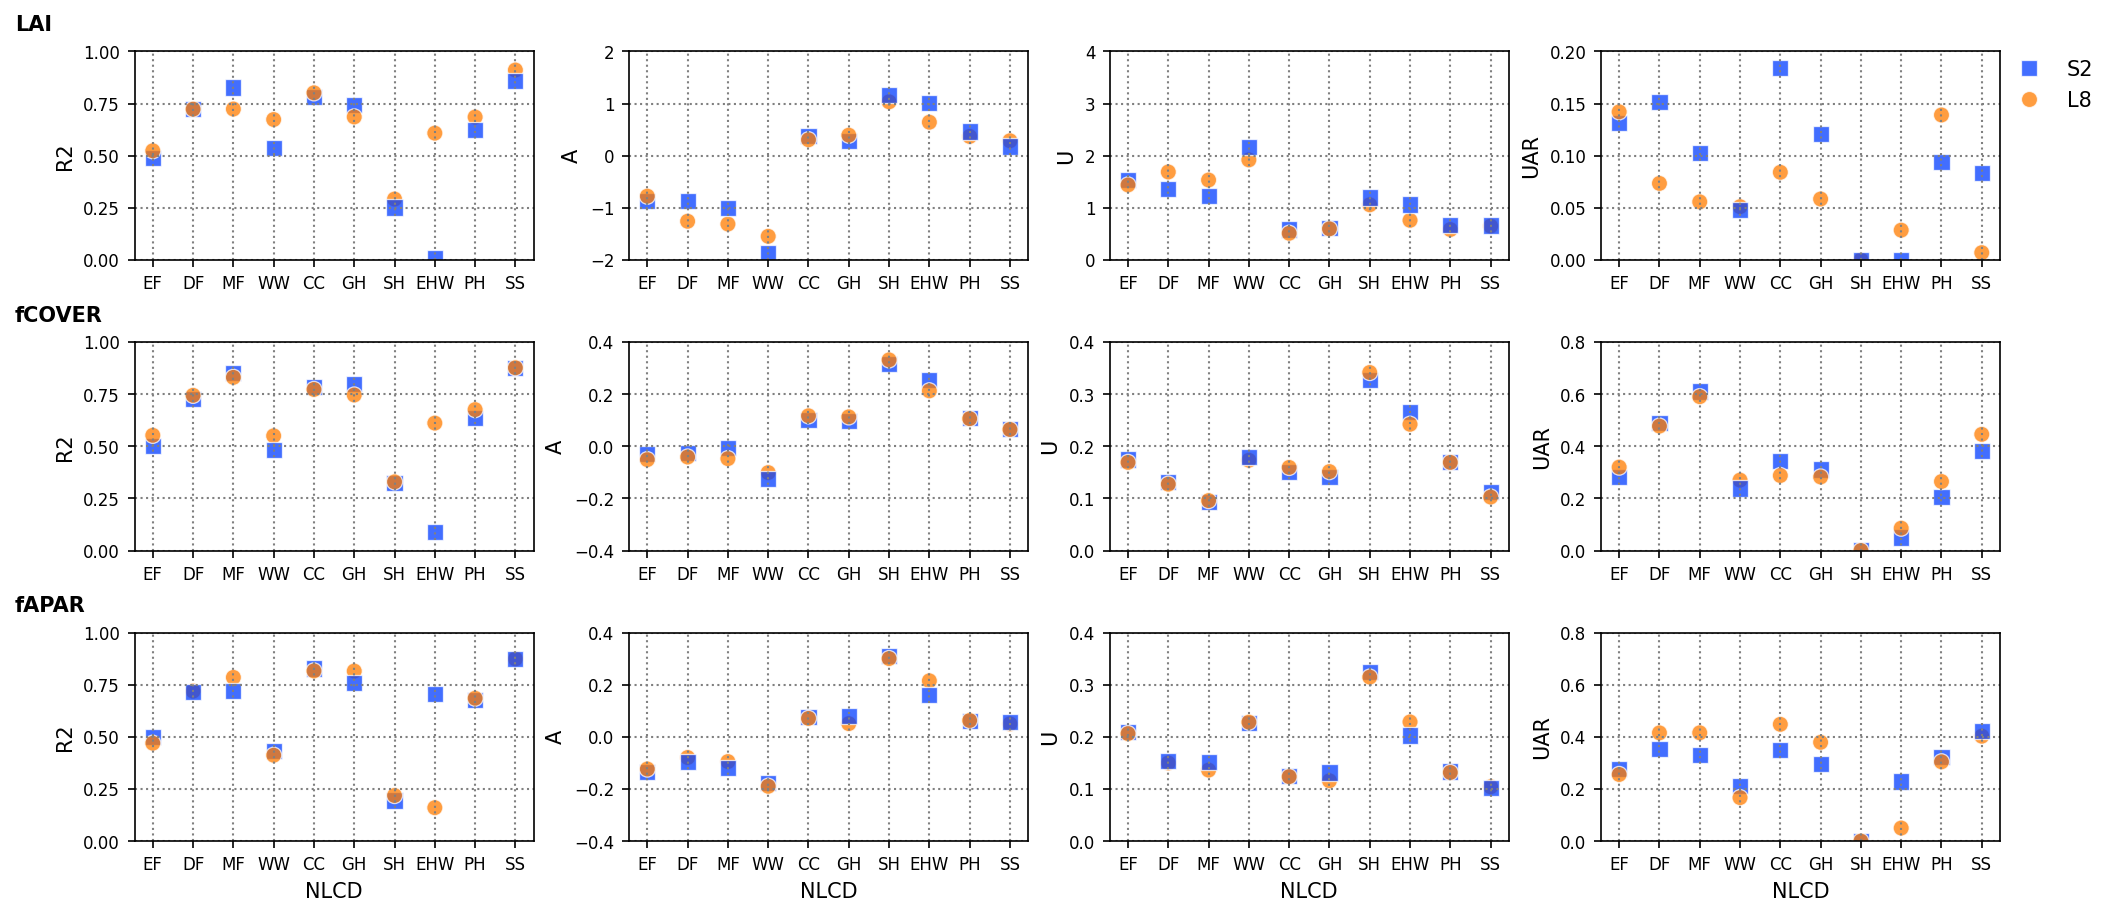 LAI
1.00 0.75 0.50 0.25 0.00
R2
EF DF MF WW CC GH SH EHW PH SS
2 1 0 −1 −2
A
EF DF MF WW CC GH SH EHW PH SS
4 3 2 1 0
U
EF DF MF WW CC GH SH EHW PH SS
0.20 0.15 0.10 0.05 0.00
UAR
EF DF MF WW CC GH SH EHW PH SS
S2
L8
fCOVER
1.00 0.75 0.50 0.25 0.00
R2
EF DF MF WW CC GH SH EHW PH SS
0.4 0.2 0.0 −0.2 −0.4
A
EF DF MF WW CC GH SH EHW PH SS
0.4 0.3 0.2 0.1 0.0
U
EF DF MF WW CC GH SH EHW PH SS
0.8 0.6 0.4 0.2 0.0
UAR
EF DF MF WW CC GH SH EHW PH SS
fAPAR
1.00 0.75 0.50 0.25 0.00
R2
EF DF MF WW CC GH SH EHW PH SS
NLCD
0.4 0.2 0.0 −0.2 −0.4
A
EF DF MF WW CC GH SH EHW PH SS
NLCD
0.4 0.3 0.2 0.1 0.0
U
EF DF MF WW CC GH SH EHW PH SS
NLCD
0.8 0.6 0.4 0.2 0.0
UAR
EF DF MF WW CC GH SH EHW PH SS
NLCD